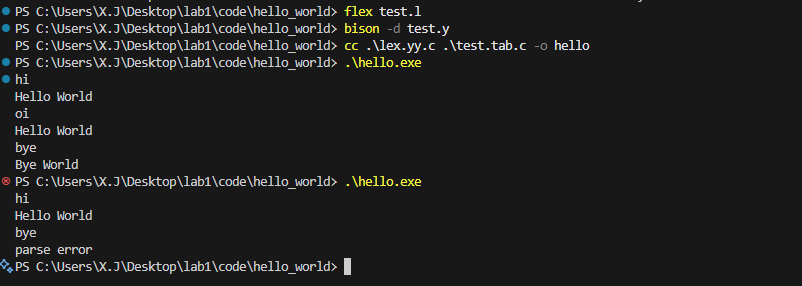 PS C:\Users\X.J\Desktop\lab1\code\hello_world> flex test.l
PS C:\Users\X.J\Desktop\lab1\code\hello_world> bison -d test.y
PS C:\Users\X.J\Desktop\lab1\code\hello_world> cc .\lex.yy.c .\test.tab.c -o hello
PS C:\Users\X.J\Desktop\lab1\code\hello_world> .\hello.exe
hi
Hello World
oi
Hello World
bye
Bye World
PS C:\Users\X.J\Desktop\lab1\code\hello_world> .\hello.exe
hi
Hello World
bye
parse error
PS C:\Users\X.J\Desktop\lab1\code\hello_world>